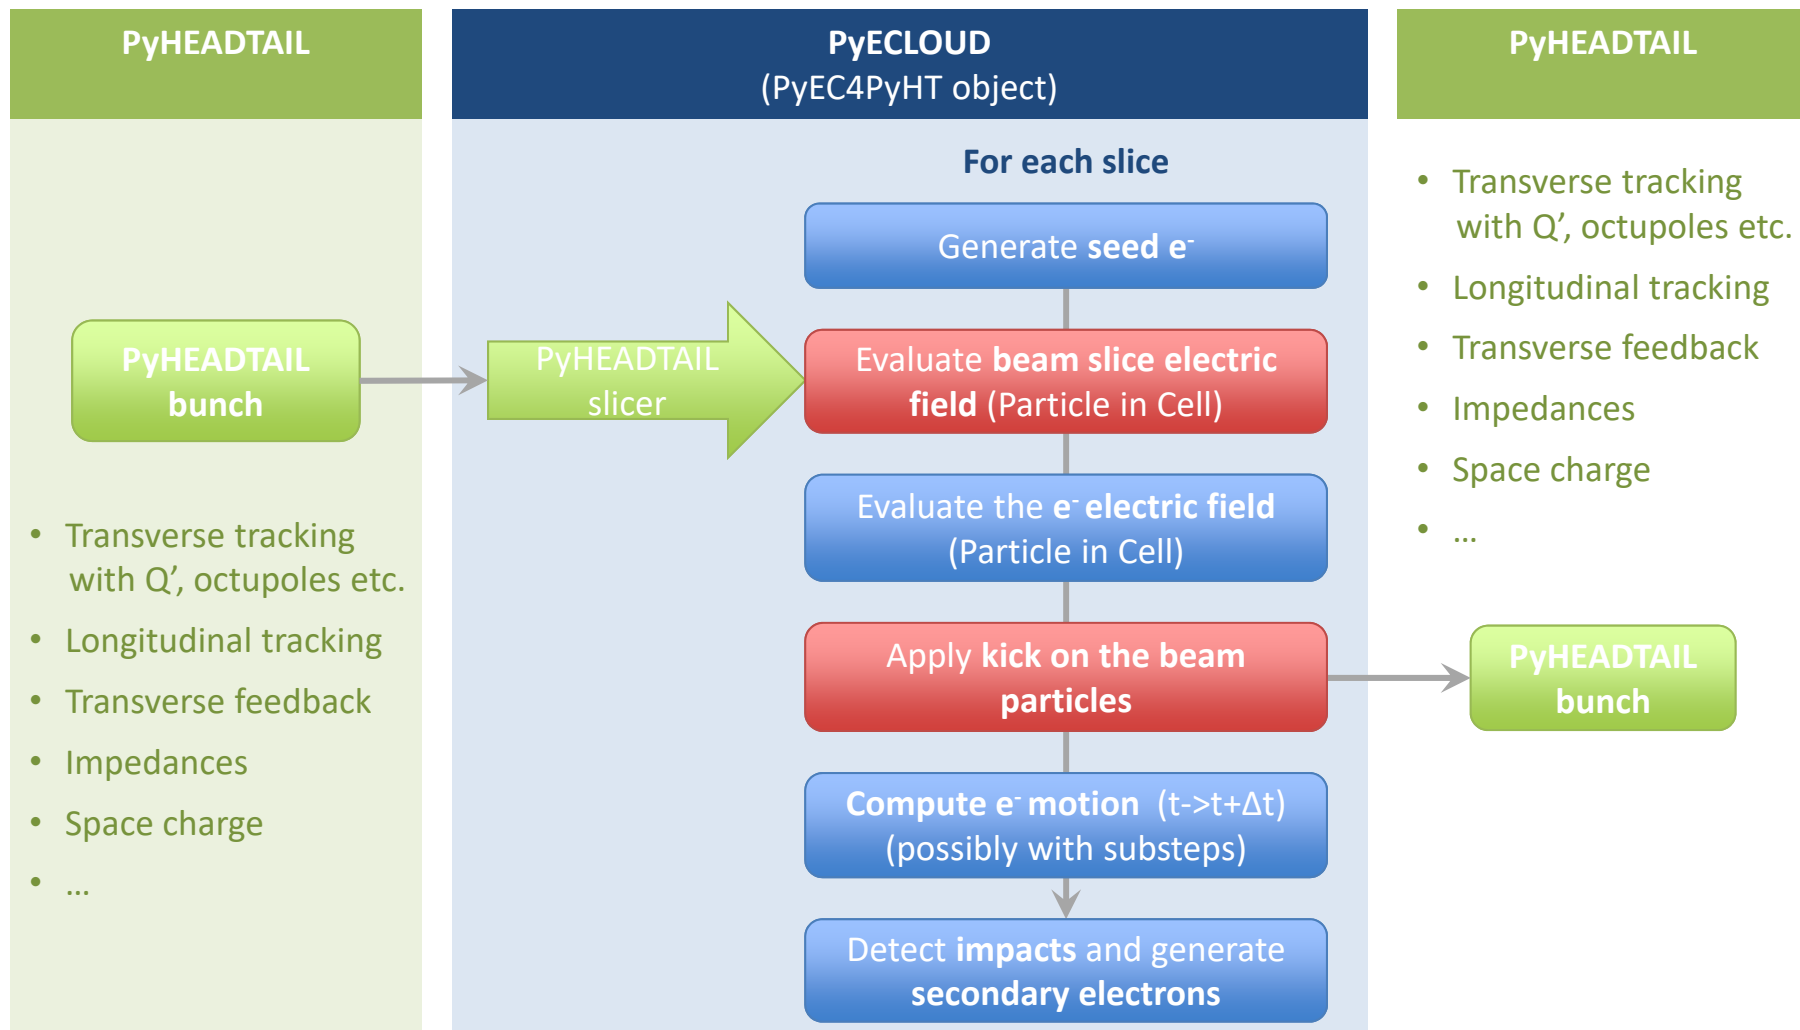 PyHEADTAIL
PyHEADTAIL
bunch
• Transverse tracking
with Q’, octupoles etc.
• Longitudinal tracking
• Transverse feedback
• Impedances
• Space charge
• ...
PyECLOUD
(PyEC4PyHT object)
For each slice
PyHEADTAIL
slicer
Generate seed e-
Evaluate beam slice electric
field (Particle in Cell)
Evaluate the e- electric field
(Particle in Cell)
Apply kick on the beam
particles
Compute e- motion (t->t+Δt)
(possibly with substeps)
Detect impacts and generate
secondary electrons
PyHEADTAIL
• Transverse tracking
with Q’, octupoles etc.
• Longitudinal tracking
• Transverse feedback
• Impedances
• Space charge
• ...
PyHEADTAIL
bunch